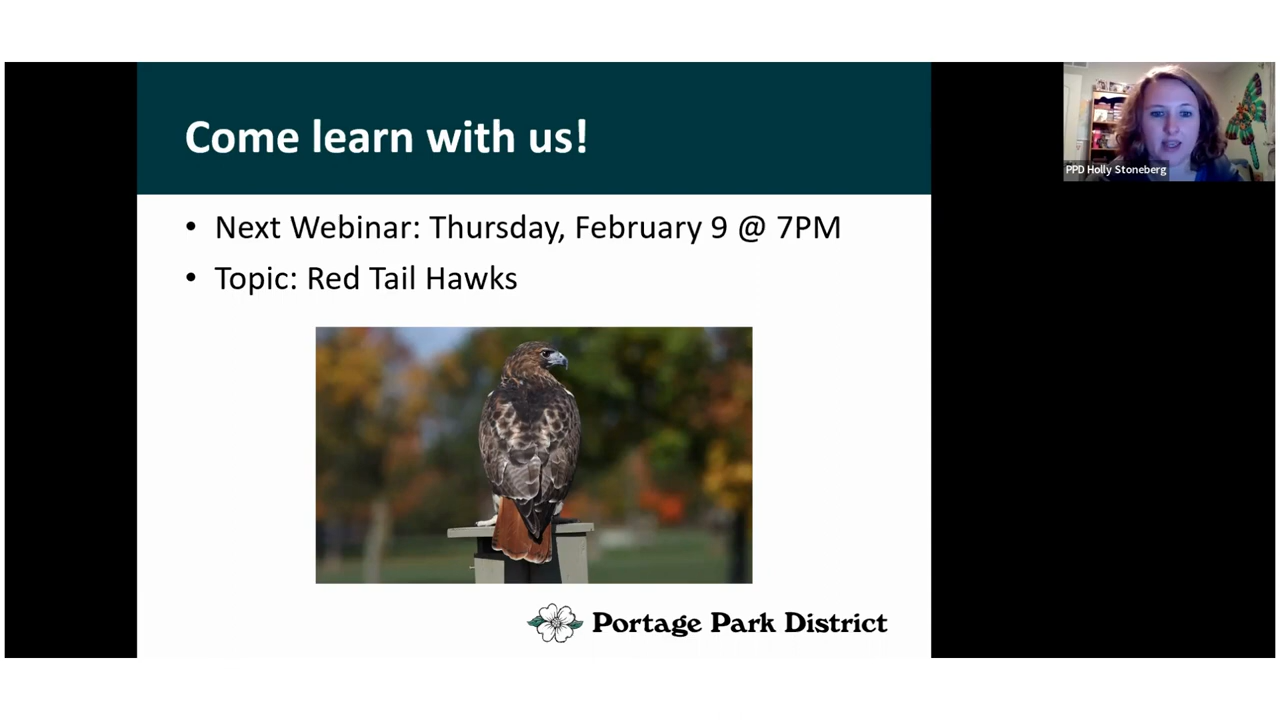 Come learn with us!
PPD Holly Stoneberg
• Next Webinar: Thursday, February 9 @ 7PM
• Topic: Red Tail Hawks
Portage Park District